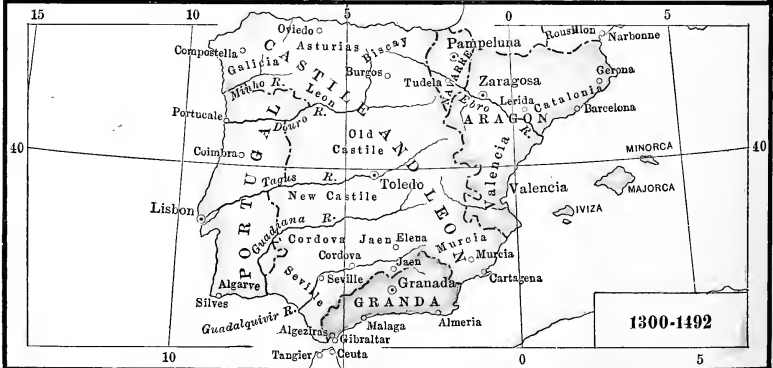 15
10
5
0
5
Oviedo
Asturias
Biscay
Rousillon
Narbonne
Compostella
Galicia
CASTILE AND LEON
Burgos
Pampeluna
NAVARRE
Tudela
Zaragosa
Gerona
Minho R.
Leon
Ebro R.
Lerida
Catalonia
Barcelona
ARAGON
Portucale
Douro R.
PORTUGAL
Old
Castile
40
Coimbra
40
MINORCA
MAJORCA
IVIZA
Tagus R.
Toledo
Valencia
Valencia
New Castile
Lisbon
Guadiana R.
Cordova
Jaen
Elena
Murcia
Cordova
Jaen
Murcia
Cartagena
Seville
Seville
Algarve
Silves
Granada
GRANDA
Guadalquivir R.
Malaga
Almeria
Algeziras
Gibraltar
Tangier
Ceuta
1300-1492
10
5
0
5